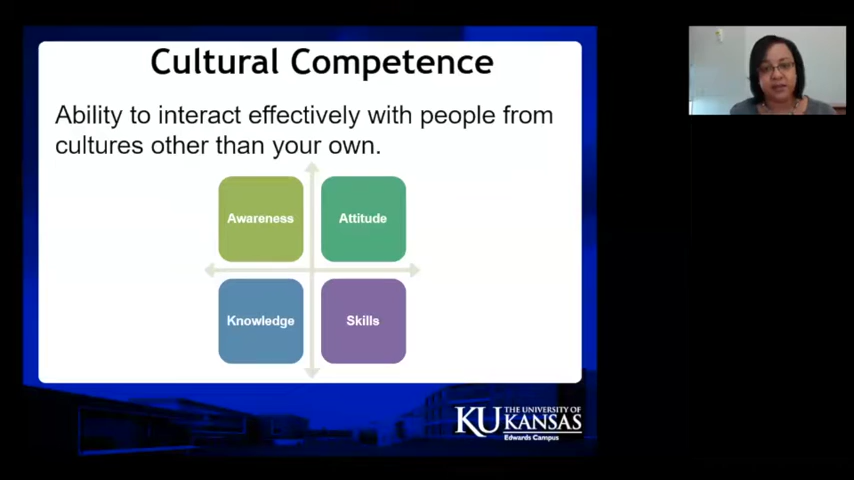 Cultural Competence
Ability to interact effectively with people from
cultures other than your own.
Awareness
Attitude
Knowledge
Skills
KU THE UNIVERSITY OF
KANSAS
Edwards Campus